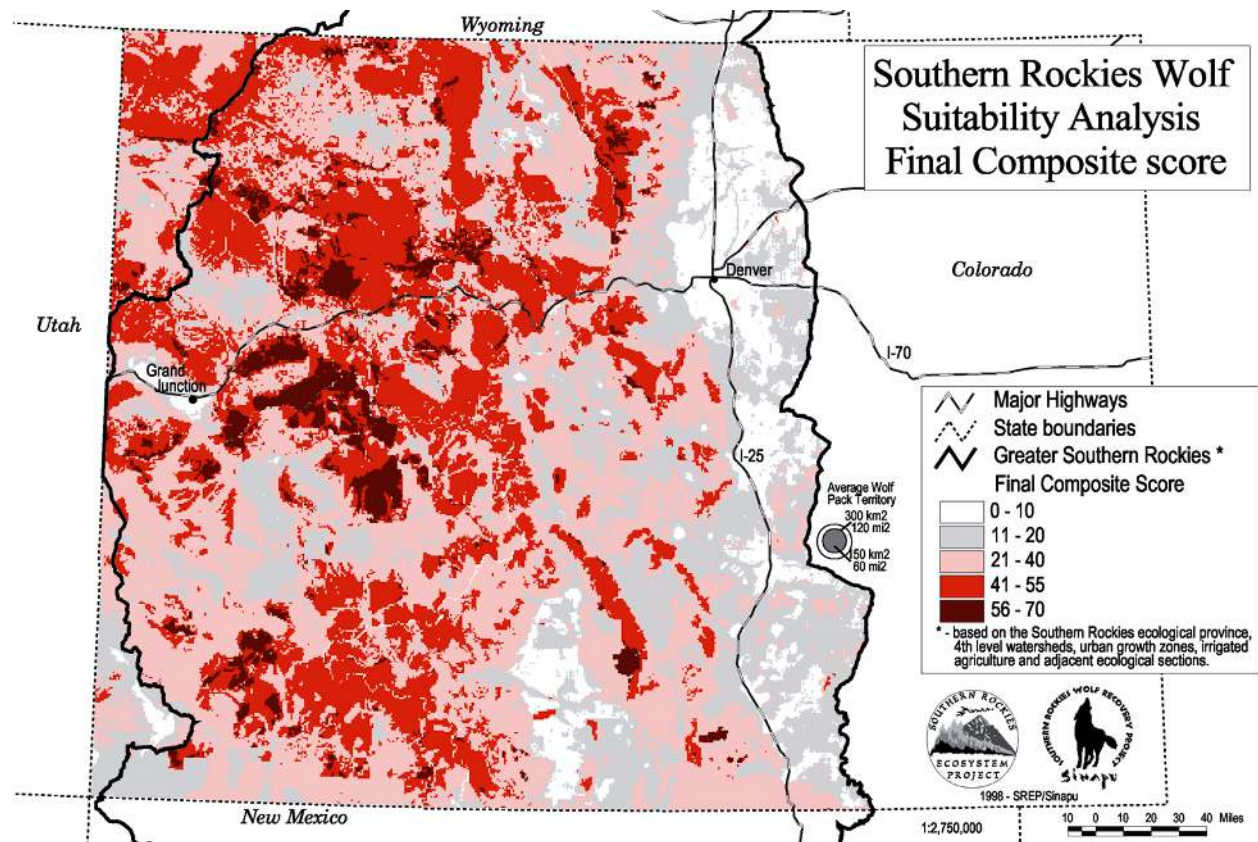 Wyoming
Southern Rockies Wolf
Suitability Analysis
Final Composite score
Denver
Colorado
Utah
I-70
Grand
Junction
Major Highways
State boundaries
Greater Southern Rockies *
Final Composite Score
0 - 10
11 - 20
21 - 40
41 - 55
56 - 70
* - based on the Southern Rockies ecological province,
4th level watersheds, urban growth zones, irrigated
agriculture and adjacent ecological sections.
I-25
Average Wolf
Pack Territory
300 km2
120 mi2
150 km2
60 mi2
SOUTHERN ROCKIES
ECOSYSTEM
PROJECT
SOUTHERN ROCKIES WOLF RECOVERY PROJECT
Sinapu
1998 - SREP/Sinapu
New Mexico
1:2,750,000
10 0 10 20 30 40 Miles